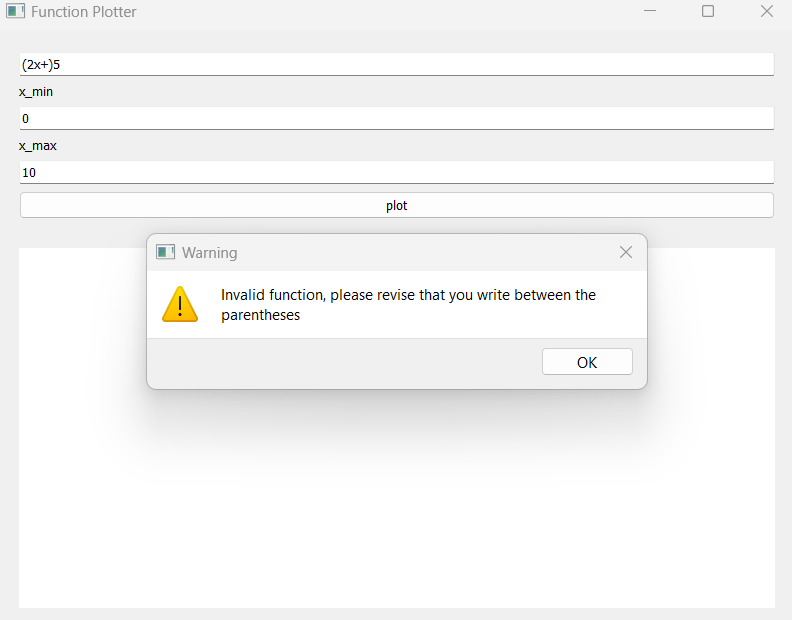 Function Plotter
(2x+)5
x_min
0
x_max
10
plot
Warning
Invalid function, please revise that you write between the
parentheses
OK